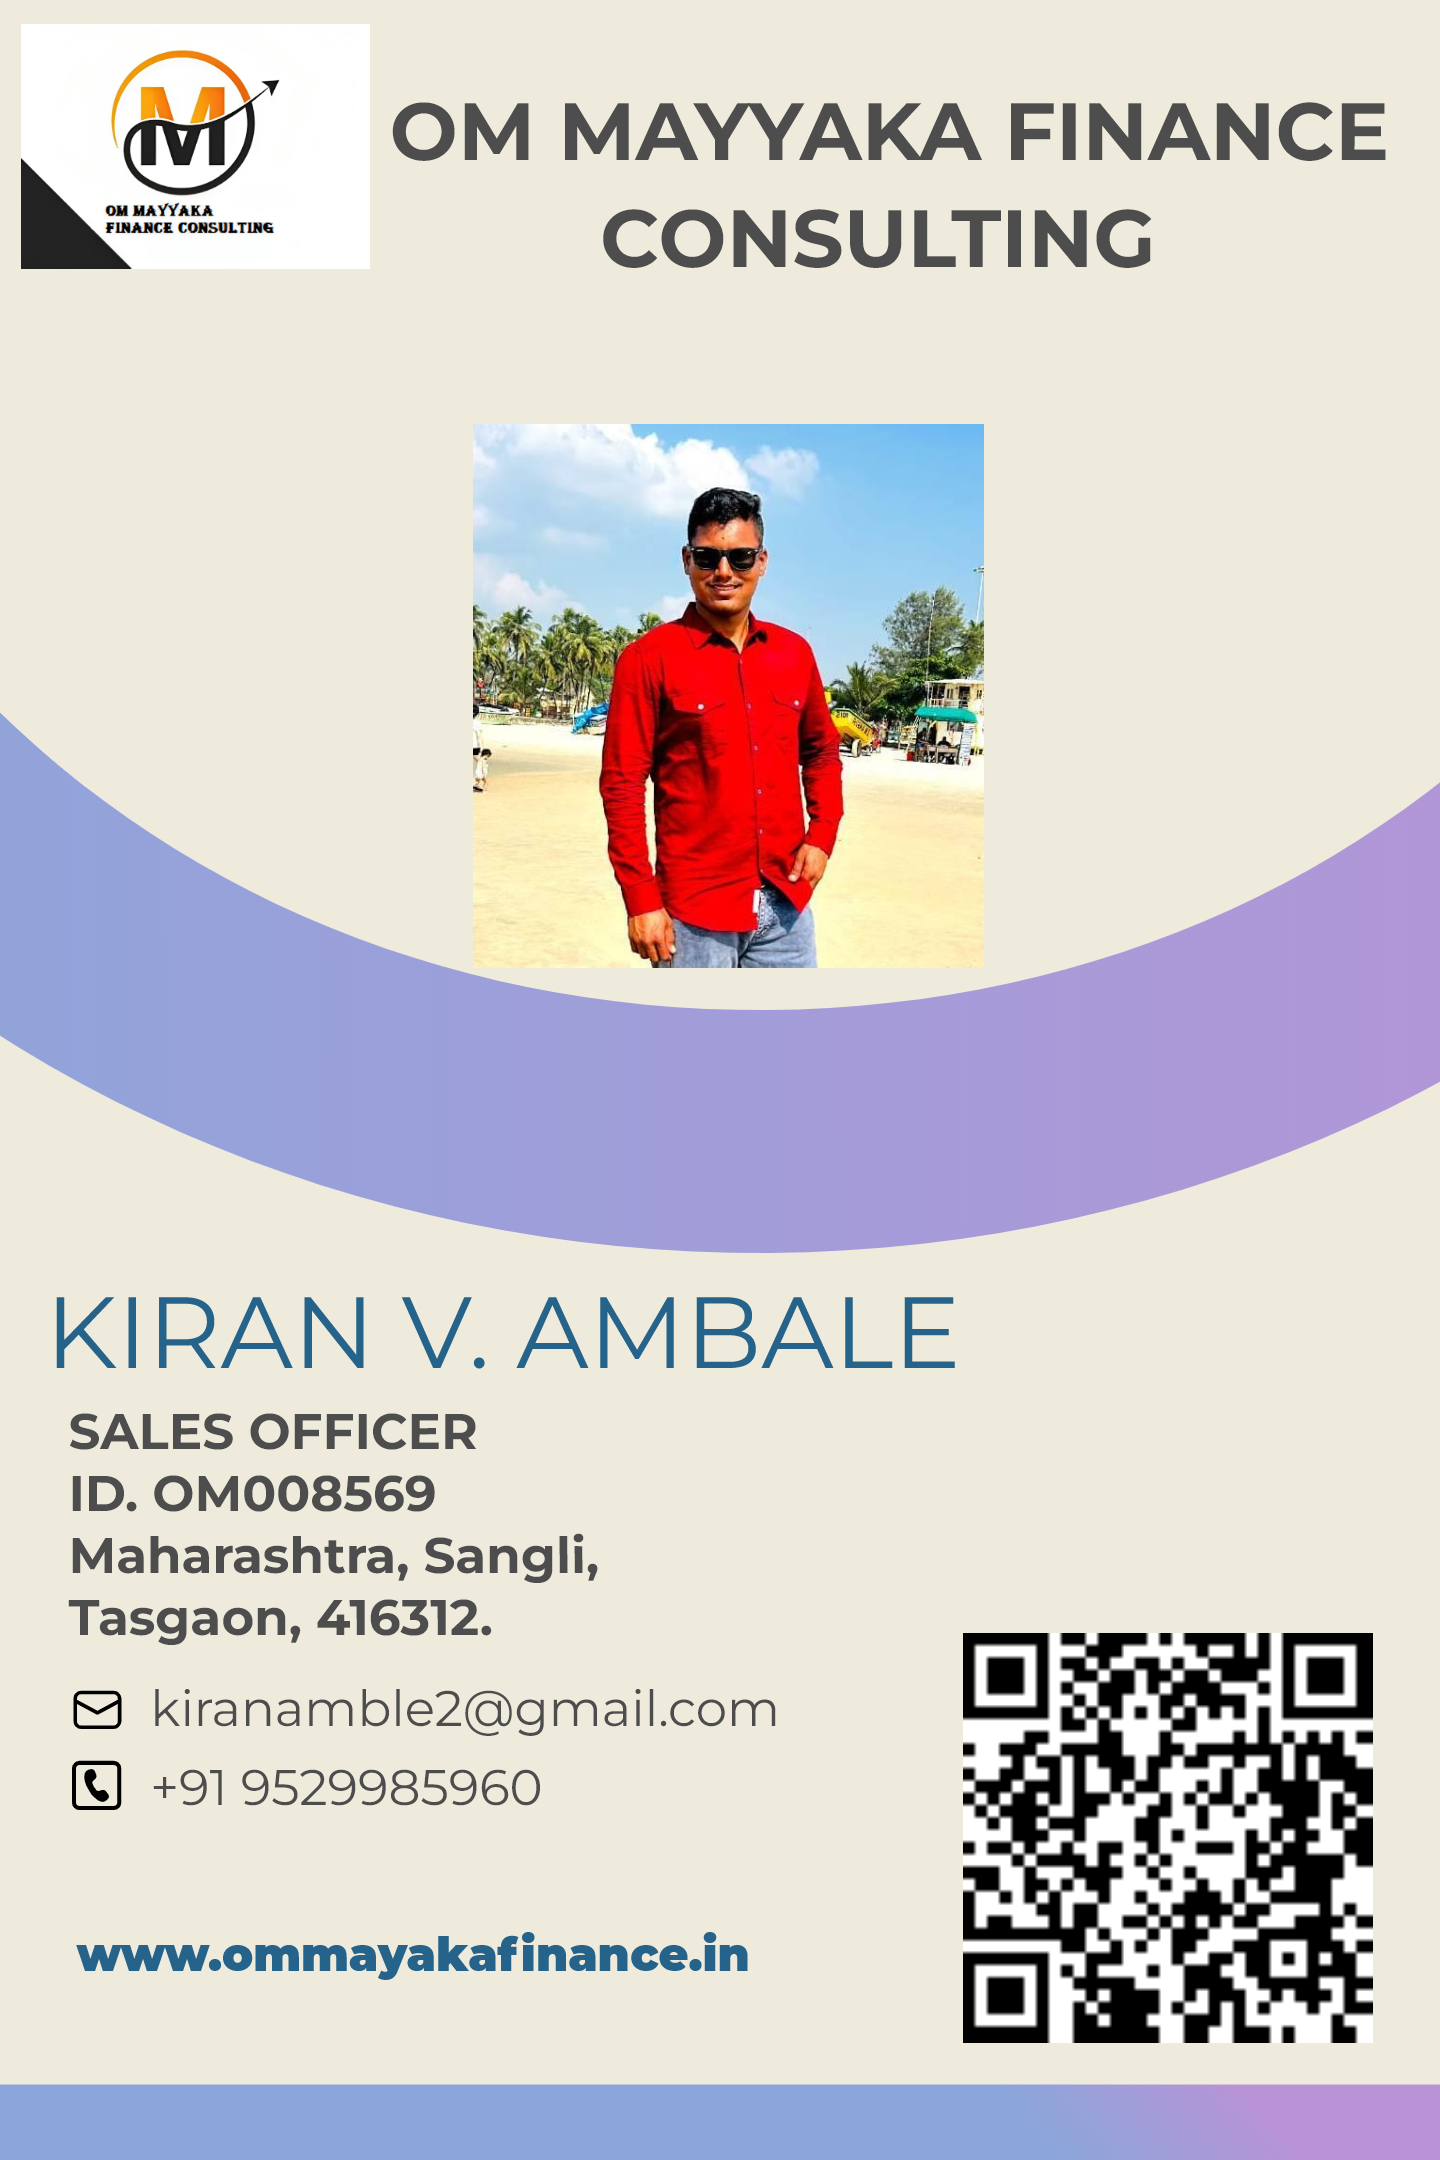 M
OM MAYYAKA
FINANCE CONSULTING
OM MAYYAKA FINANCE
CONSULTING
KIRAN V. AMBALE
SALES OFFICER
ID. OM008569
Maharashtra, Sangli,
Tasgaon, 416312.
kiranamble2@gmail.com
+91 9529985960
www.ommayakafinance.in